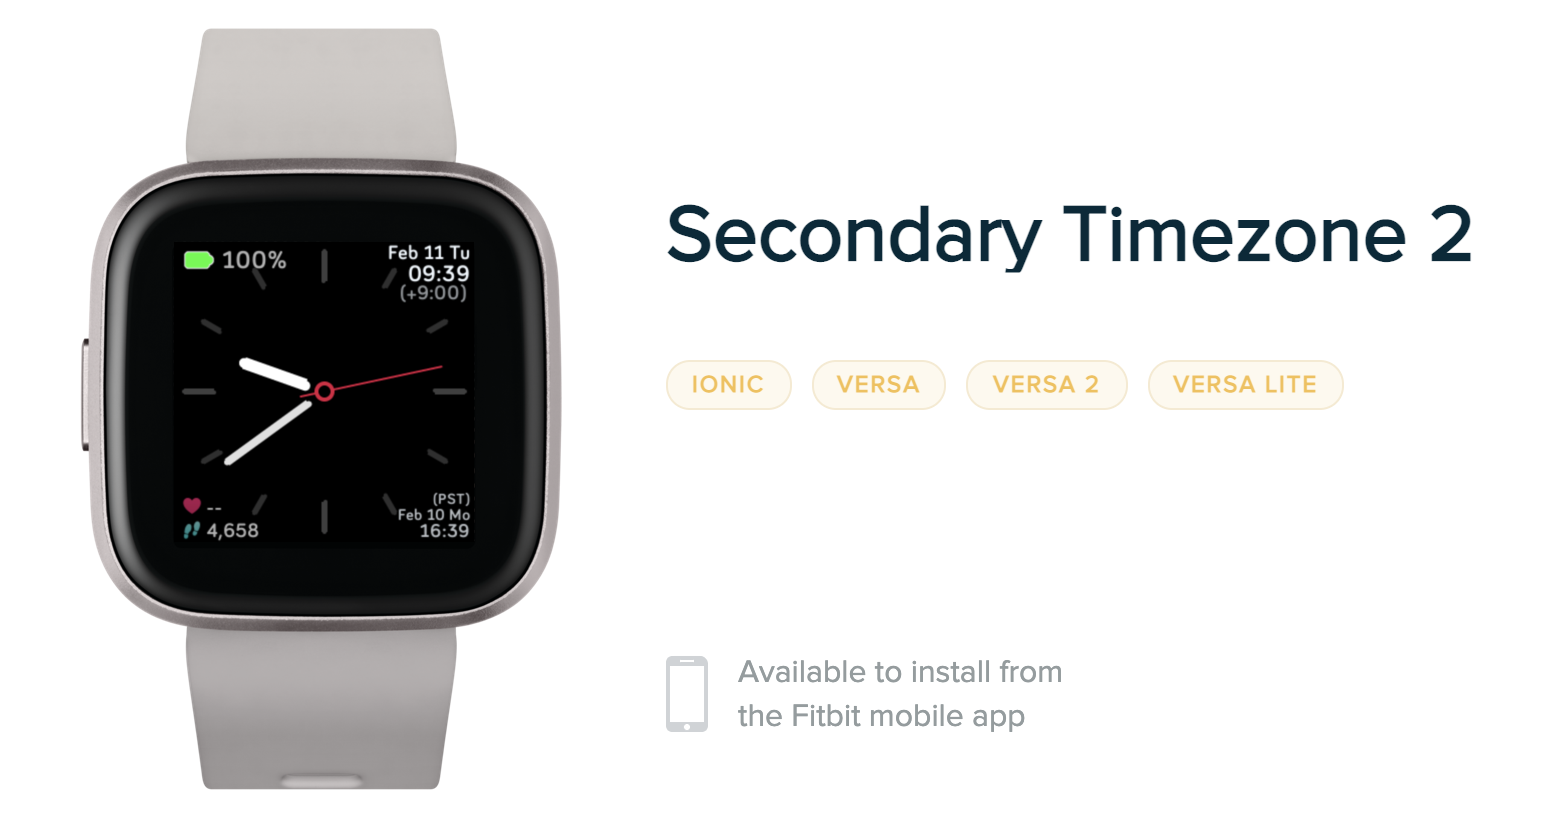 100%
Feb 11 Tu
09:39
(+9:00)
--
4,658
(PST)
Feb 10 Mo
16:39
Secondary Timezone 2
IONIC
VERSA
VERSA 2
VERSA LITE
Available to install from
the Fitbit mobile app